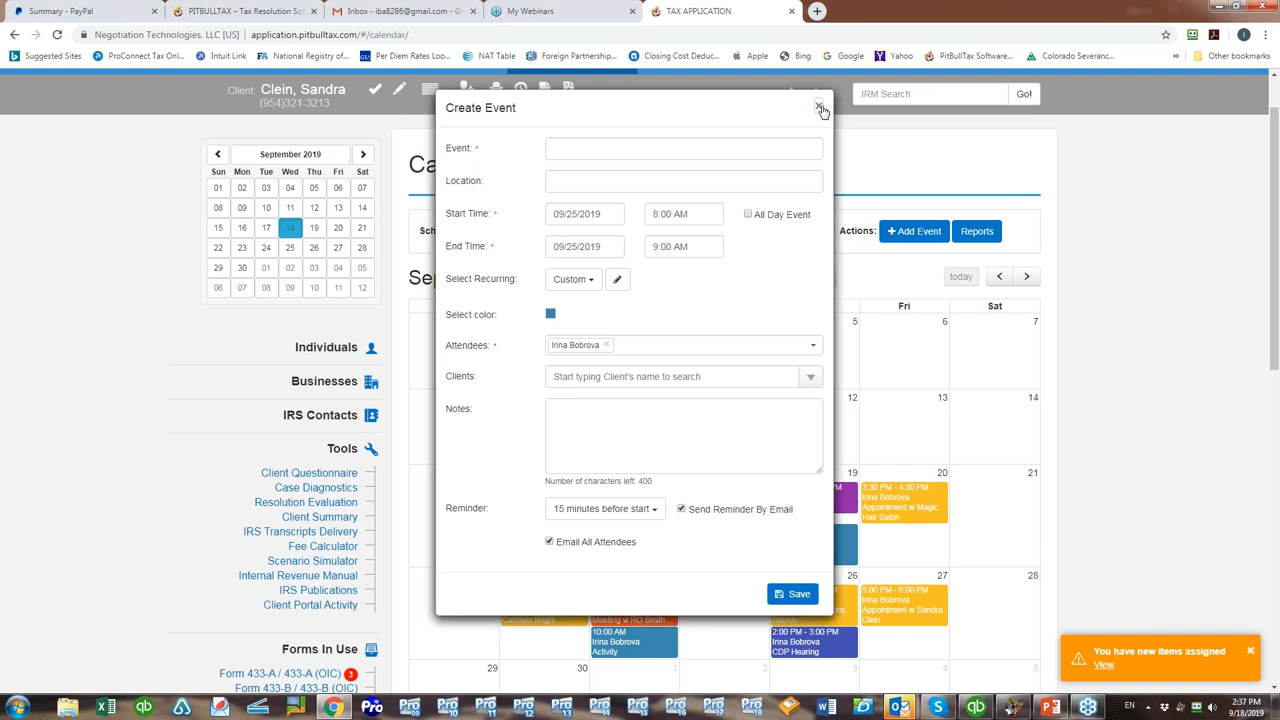 Summary - PayPal
PITBULLTAX – Tax Resolution Sof
Inbox - iba8286@gmail.com - G
My Webinars
TAX APPLICATION
Negotiation Technologies, LLC [US]
application.pitbulltax.com/#/calendar/
Suggested Sites
ProConnect Tax Onl...
Intuit Link
National Registry of...
Per Diem Rates Loo...
NAT Table
Foreign Partnership...
Closing Cost Deduc...
Apple
Bing
Google
Yahoo
PitBullTax Software...
Colorado Severanc...
Other bookmarks
Client: Clein, Sandra
(954)321-3213
IRM Search
Go!
Create Event
Event: *
Location:
Start Time: *
09/25/2019
8:00 AM
All Day Event
End Time: *
09/25/2019
9:00 AM
Select Recurring:
Custom
Select color:
Attendees: *
Irina Bobrova
Clients:
Start typing Client's name to search
Notes:
Number of characters left: 400
Reminder:
15 minutes before start
Send Reminder By Email
Email All Attendees
Save
September 2019
Sun Mon Tue Wed Thu Fri Sat
01 02 03 04 05 06 07
08 09 10 11 12 13 14
15 16 17 18 19 20 21
22 23 24 25 26 27 28
29 30 01 02 03 04 05
06 07 08 09 10 11 12
Individuals
Businesses
IRS Contacts
Tools
Client Questionnaire
Case Diagnostics
Resolution Evaluation
Client Summary
IRS Transcripts Delivery
Fee Calculator
Scenario Simulator
Internal Revenue Manual
IRS Publications
Client Portal Activity
Forms In Use
Form 433-A / 433-A (OIC) 3
Form 433-B / 433-B (OIC)
Actions:
Add Event
Reports
today
Fri
Sat
5 6 7
12 13 14
19 20 21
3:30 PM - 4:30 PM
Irina Bobrova
Appointment w Magic
Hair Salon
26 27 28
5:00 PM - 6:00 PM
Irina Bobrova
Appointment w Sandra
Clein
Meeting w RO Smith
10:00 AM
Irina Bobrova
Activity
2:00 PM - 3:00 PM
Irina Bobrova
CDP Hearing
29 30 1 2 3
You have new items assigned
View
EN
2:37 PM
9/18/2019